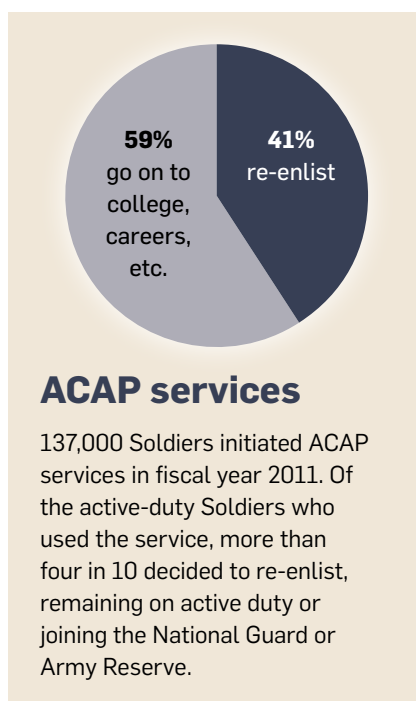 59%
go on to
college,
careers,
etc.
41%
re-enlist
ACAP services
137,000 Soldiers initiated ACAP
services in fiscal year 2011. Of
the active-duty Soldiers who
used the service, more than
four in 10 decided to re-enlist,
remaining on active duty or
joining the National Guard or
Army Reserve.